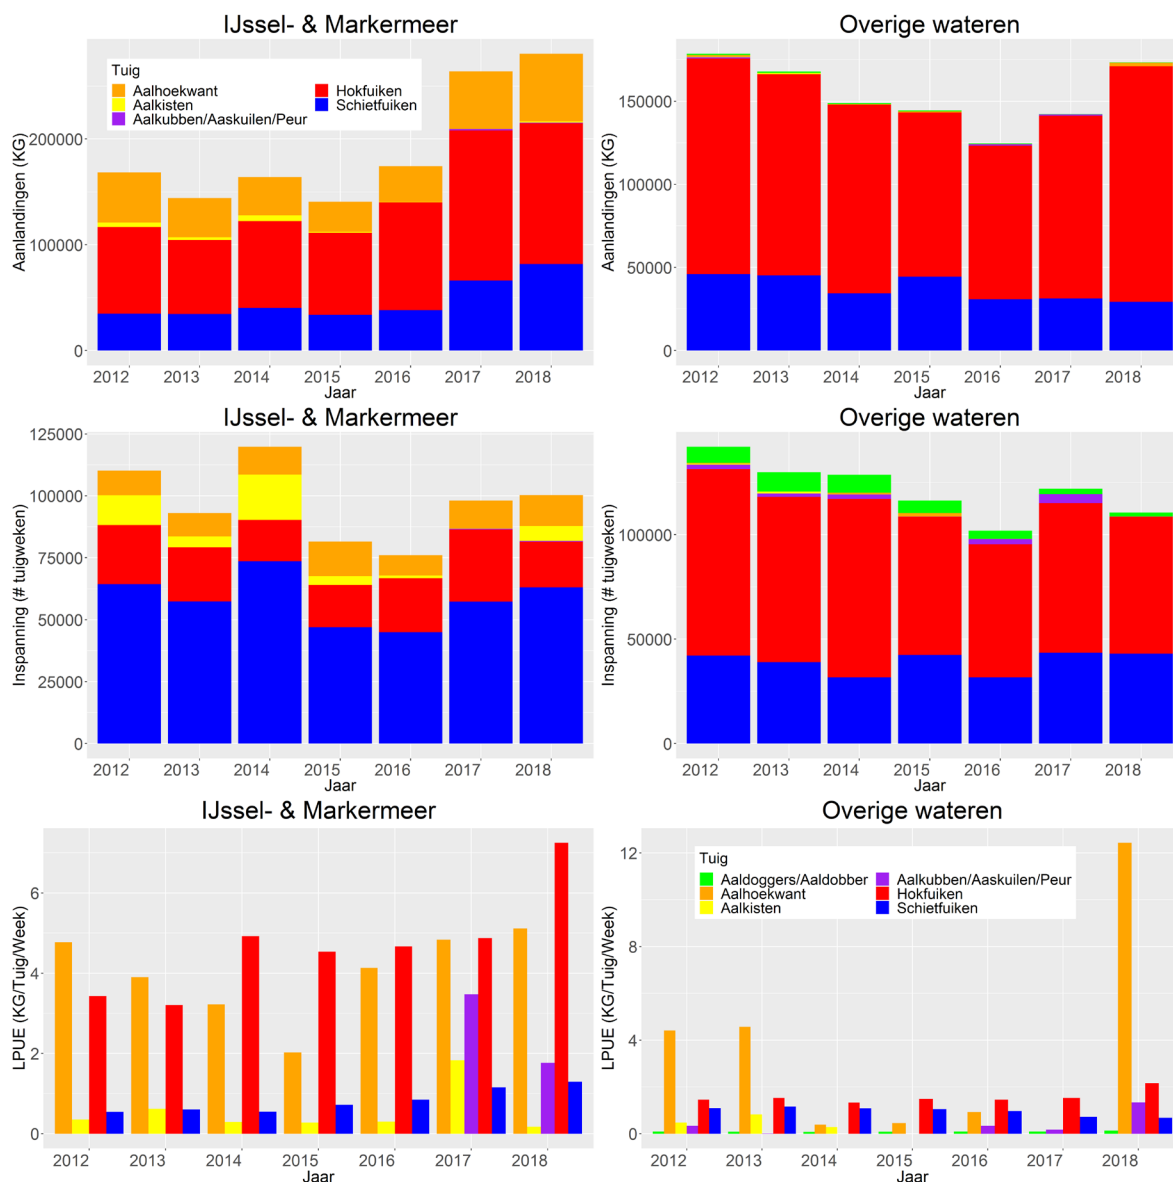 IJssel- & Markermeer
Aanlandingen (KG)
200000
100000
0
Tuig
Aalhoekwant
Aalkisten
Aalkubben/Aaskuilen/Peur
Hokfuiken
Schietfuiken
2012 2013 2014 2015 2016 2017 2018
Jaar
Overige wateren
Aanlandingen (KG)
150000
100000
50000
0
2012 2013 2014 2015 2016 2017 2018
Jaar
IJssel- & Markermeer
Inspanning (# tuigweken)
125000
100000
75000
50000
25000
0
2012 2013 2014 2015 2016 2017 2018
Jaar
Overige wateren
Inspanning (# tuigweken)
100000
50000
0
2012 2013 2014 2015 2016 2017 2018
Jaar
IJssel- & Markermeer
LPUE (KG/Tuig/Week)
6
4
2
0
2012 2013 2014 2015 2016 2017 2018
Jaar
Overige wateren
LPUE (KG/Tuig/Week)
12
8
4
0
Tuig
Aaldoggers/Aaldobber
Aalhoekwant
Aalkisten
Aalkubben/Aaskuilen/Peur
Hokfuiken
Schietfuiken
2012 2013 2014 2015 2016 2017 2018
Jaar